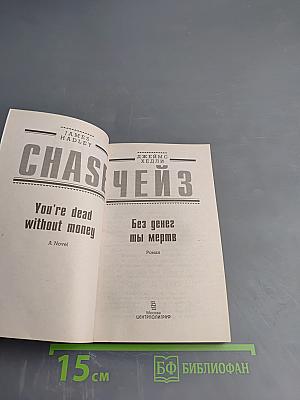 JAMES
HADLEY
CHASE
You're dead
without money
A Novel
ДЖЕЙМС
ХЕДЛИ
ЧЕЙЗ
Без денег
ты мертв
Роман
Москва
ЦЕНТРПОЛИГРАФ
15 см
БФ БИБЛИОФАН